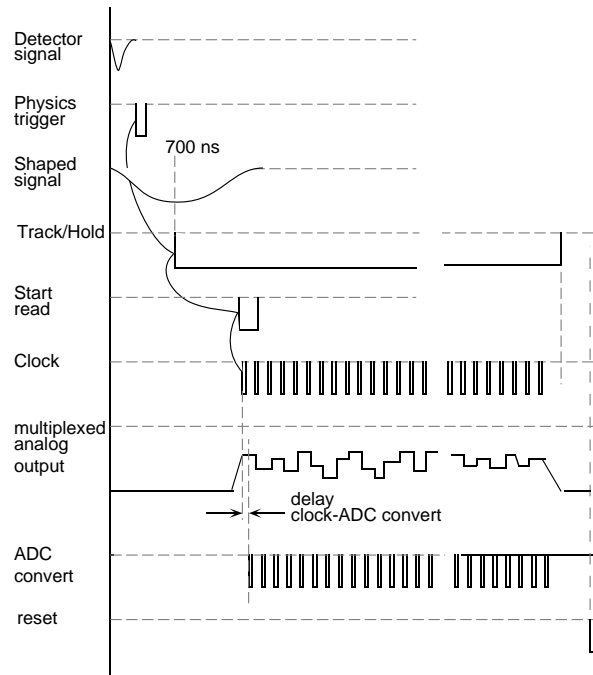 Detector
signal
Physics
trigger
700 ns
Shaped
signal
Track/Hold
Start
read
Clock
multiplexed
analog
output
delay
clock-ADC convert
ADC
convert
reset